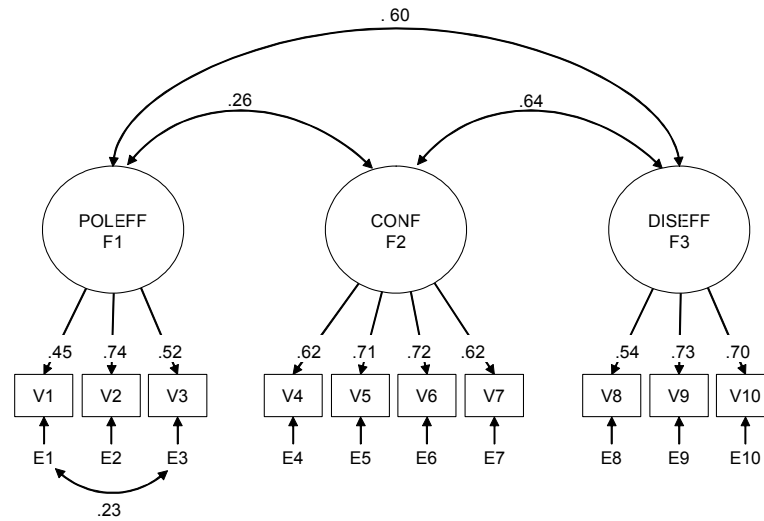 . 60
.26
.64
POLEFF
F1
CONF
F2
DISEFF
F3
.45 .74 .52 .62 .71 .72 .62 .54 .73 .70
V1 V2 V3 V4 V5 V6 V7 V8 V9 V10
E1 E2 E3 E4 E5 E6 E7 E8 E9 E10
.23